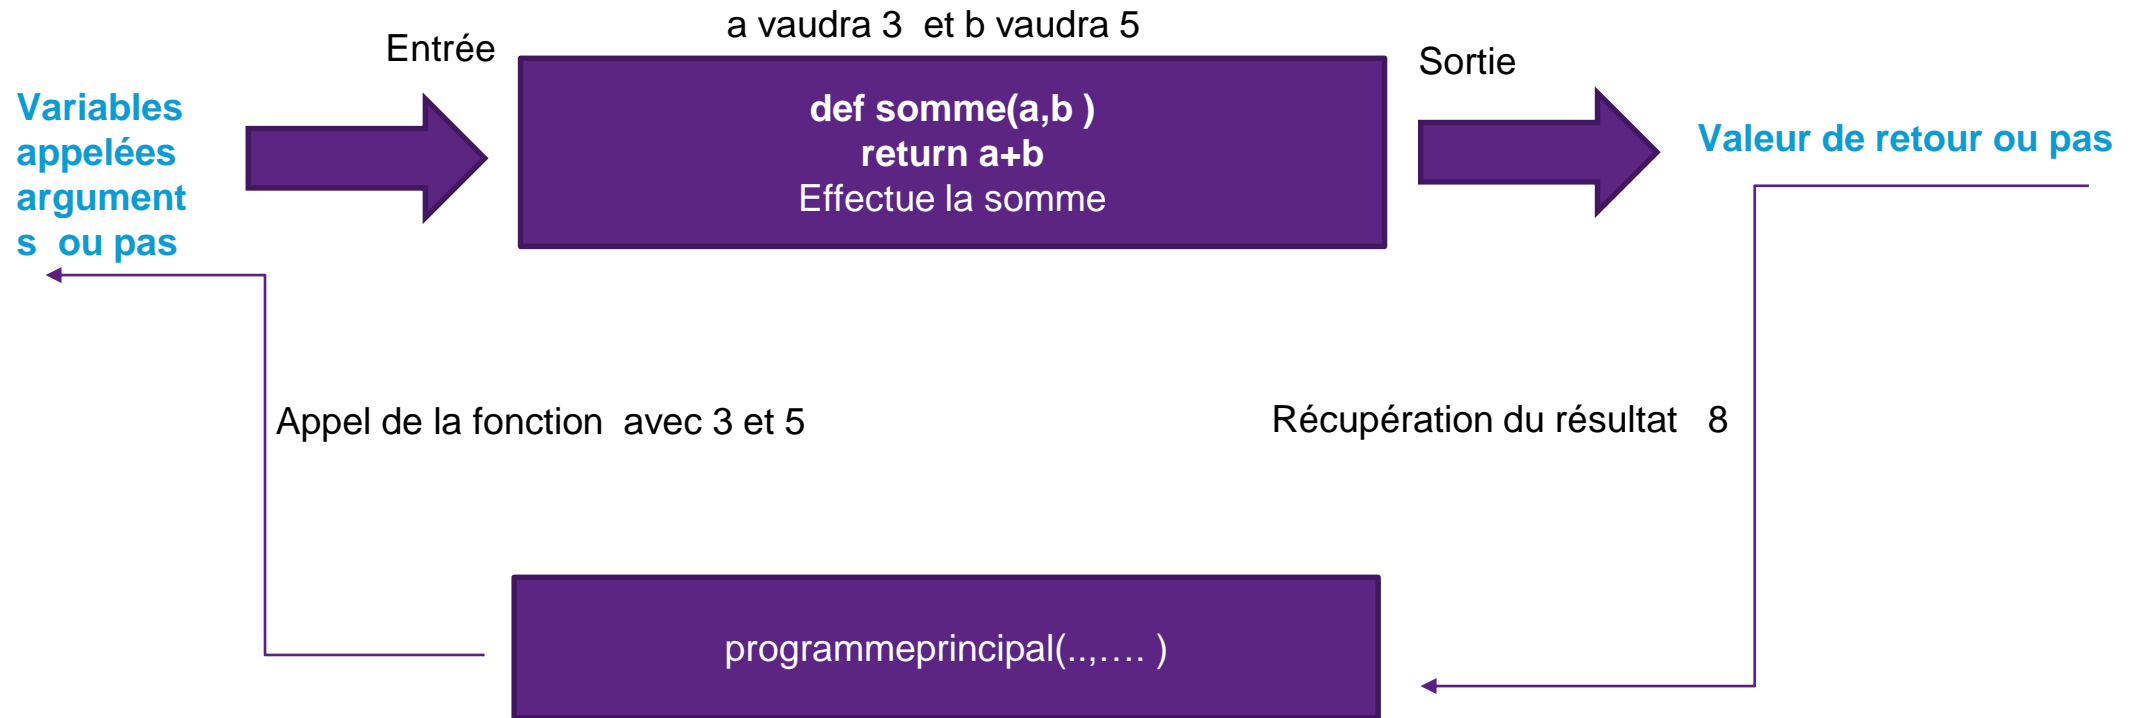 a vaudra 3  et b vaudra 5
Entrée
Sortie
Variables
appelées
argument
s  ou pas
def somme(a,b )
return a+b
Effectue la somme
Valeur de retour ou pas
Appel de la fonction  avec 3 et 5
Récupération du résultat   8
programmeprincipal(..,…. )